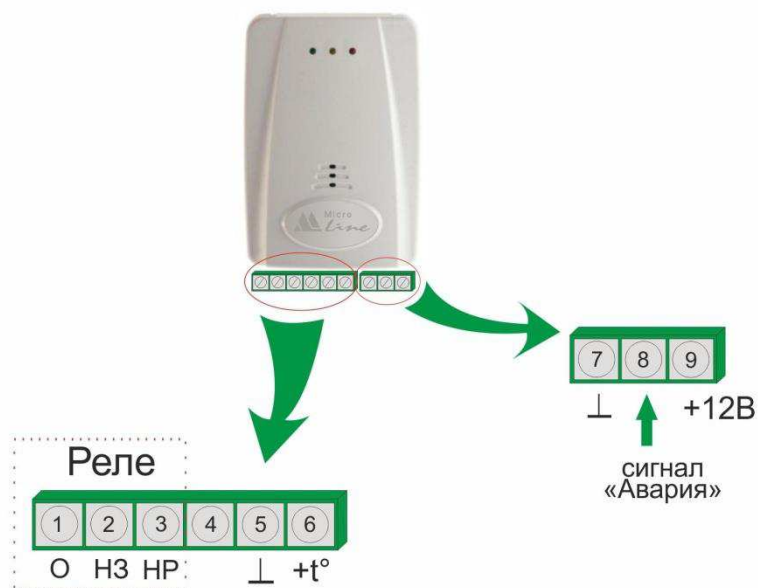 Micro
Line
7 8 9
⊥ +12В
сигнал
«Авария»
Реле
1 2 3 4 5 6
О НЗ НР ⊥ +t°